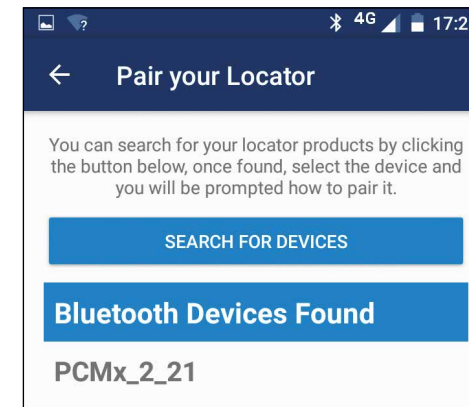 ? 4G 17:2
Pair your Locator
You can search for your locator products by clicking
the button below, once found, select the device and
you will be prompted how to pair it.
SEARCH FOR DEVICES
Bluetooth Devices Found
PCMx_2_21